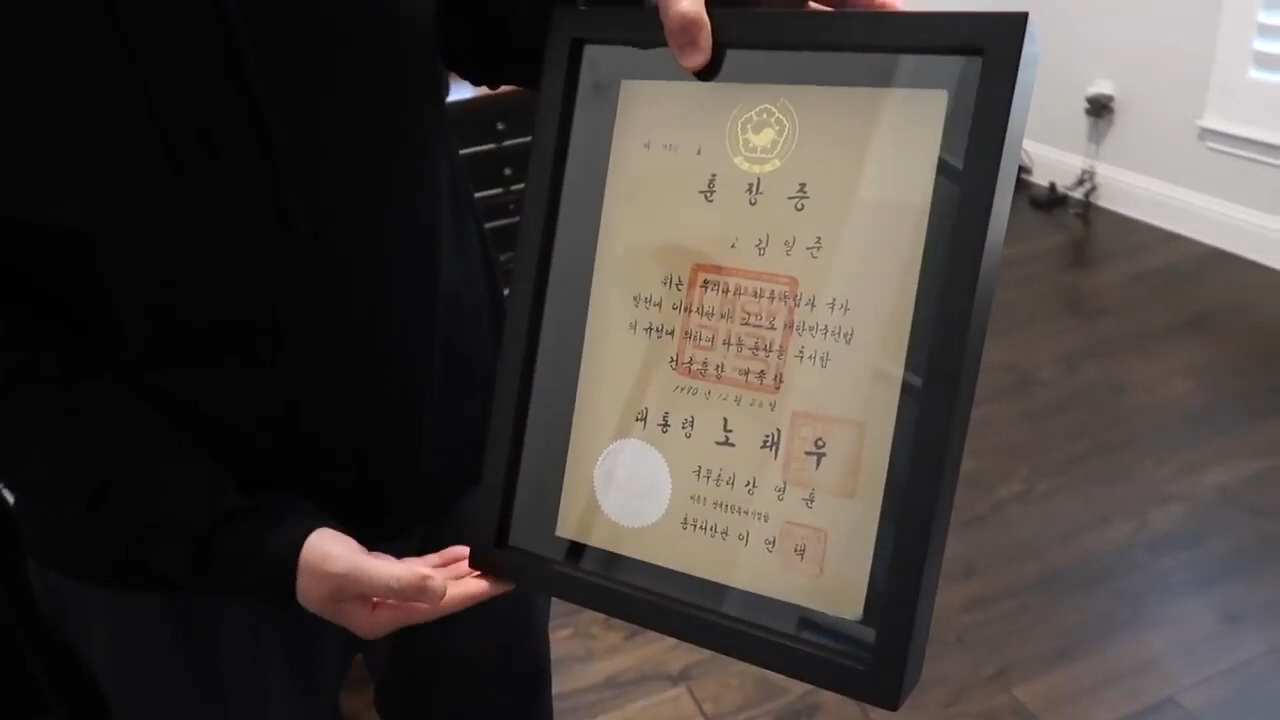 훈장증
고 김일준
위는 우리나라 자주독립과 국가
발전에 이바지한 바 크므로 대한민국헌법
의 규정에 의하여 다음 훈장을 추서함
건국훈장 애족장
1990년 12월 26일
대통령 노태우
국무총리 강영훈
총무처장관 이연택